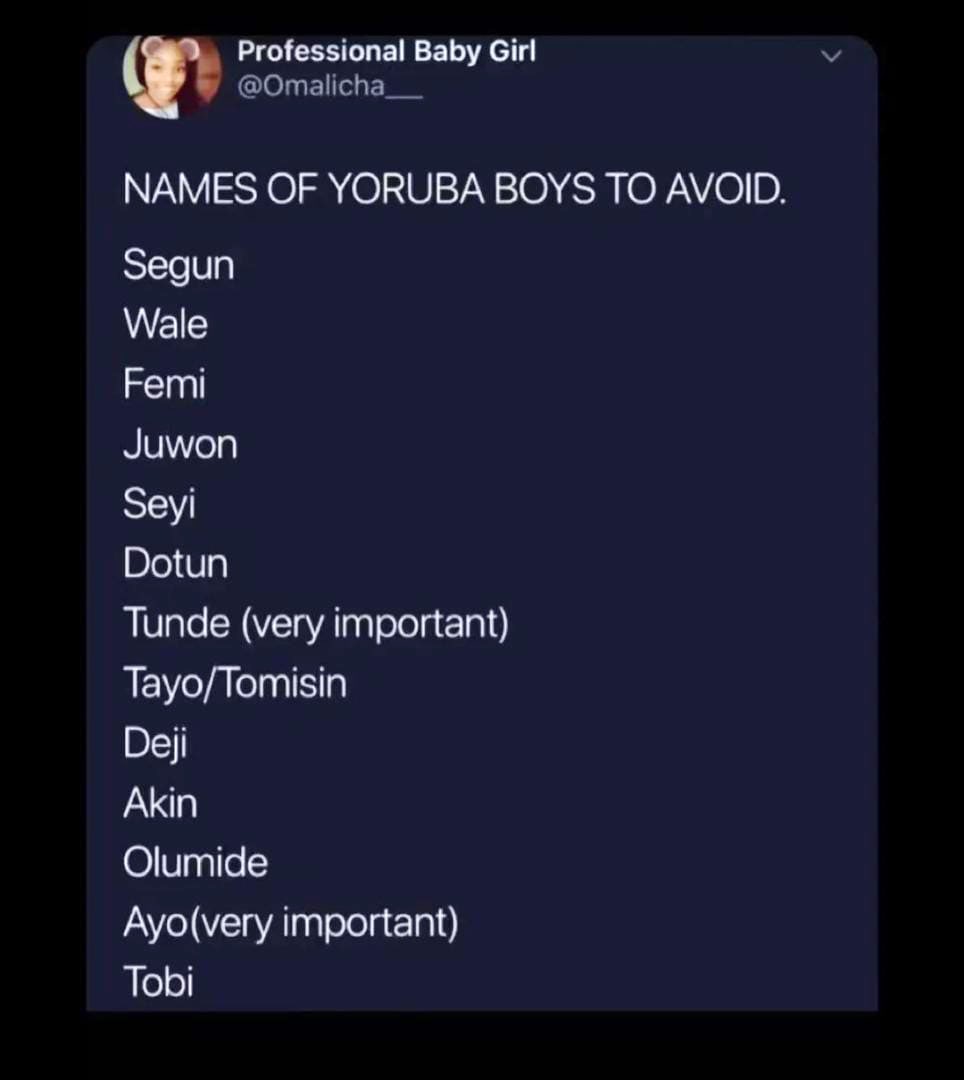 Professional Baby Girl
@Omalicha___
NAMES OF YORUBA BOYS TO AVOID.
Segun
Wale
Femi
Juwon
Seyi
Dotun
Tunde (very important)
Tayo/Tomisin
Deji
Akin
Olumide
Ayo(very important)
Tobi